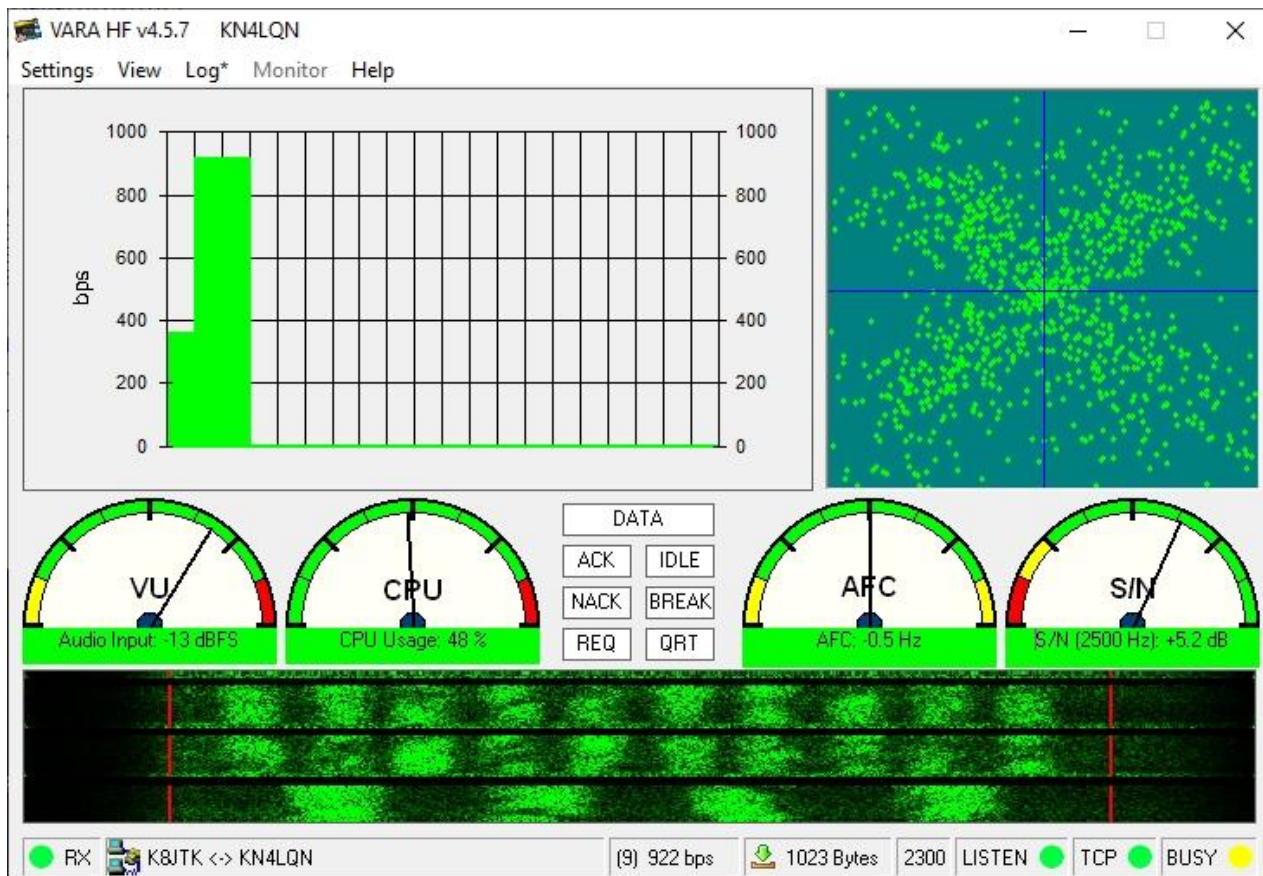 VARA HF v4.5.7 KN4LQN
Settings View Log* Monitor Help
1000 1000
800 800
600 600
400 400
200 200
0 0
bps
VU
CPU
AFC
S/N
DATA
ACK IDLE
NACK BREAK
REQ QRT
Audio Input: -13 dBFS
CPU Usage: 48 %
AFC: -0.5 Hz
S/N (2500 Hz): +5.2 dB
RX K8JTK <-> KN4LQN (9) 922 bps 1023 Bytes 2300 LISTEN TCP BUSY